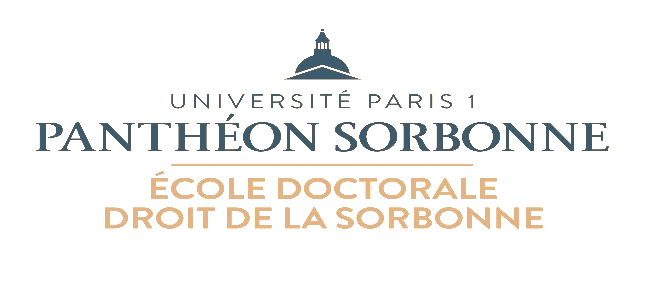 UNIVERSITÉ PARIS 1
PANTHÉON SORBONNE
ÉCOLE DOCTORALE
DROIT DE LA SORBONNE